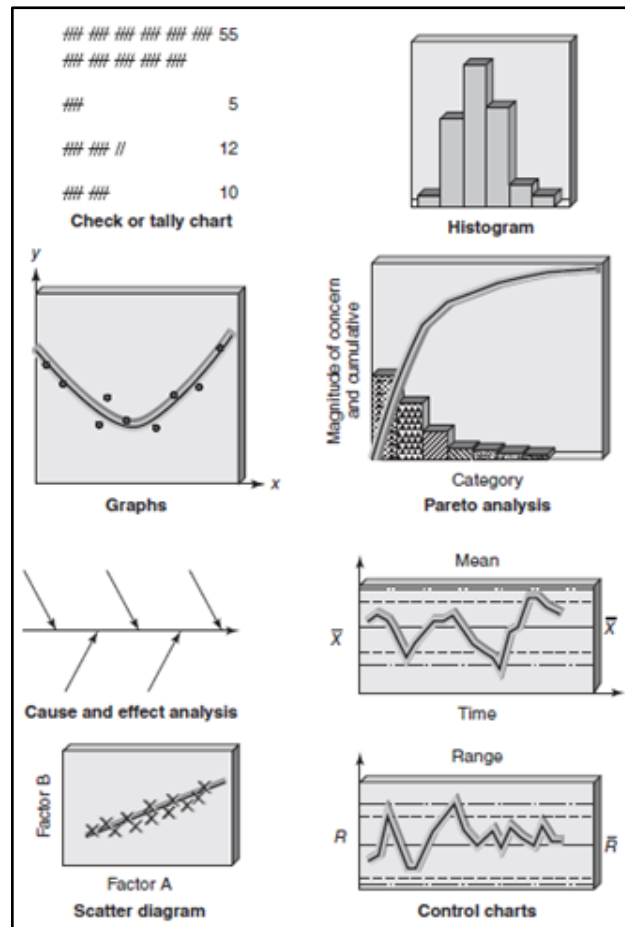 55
5
12
10
Check or tally chart
Histogram
y
x
Graphs
Magnitude of concern
and cumulative
Category
Pareto analysis
Cause and effect analysis
Mean
X̅
X̿
Time
Factor B
Factor A
Scatter diagram
Range
R
R̅
Control charts